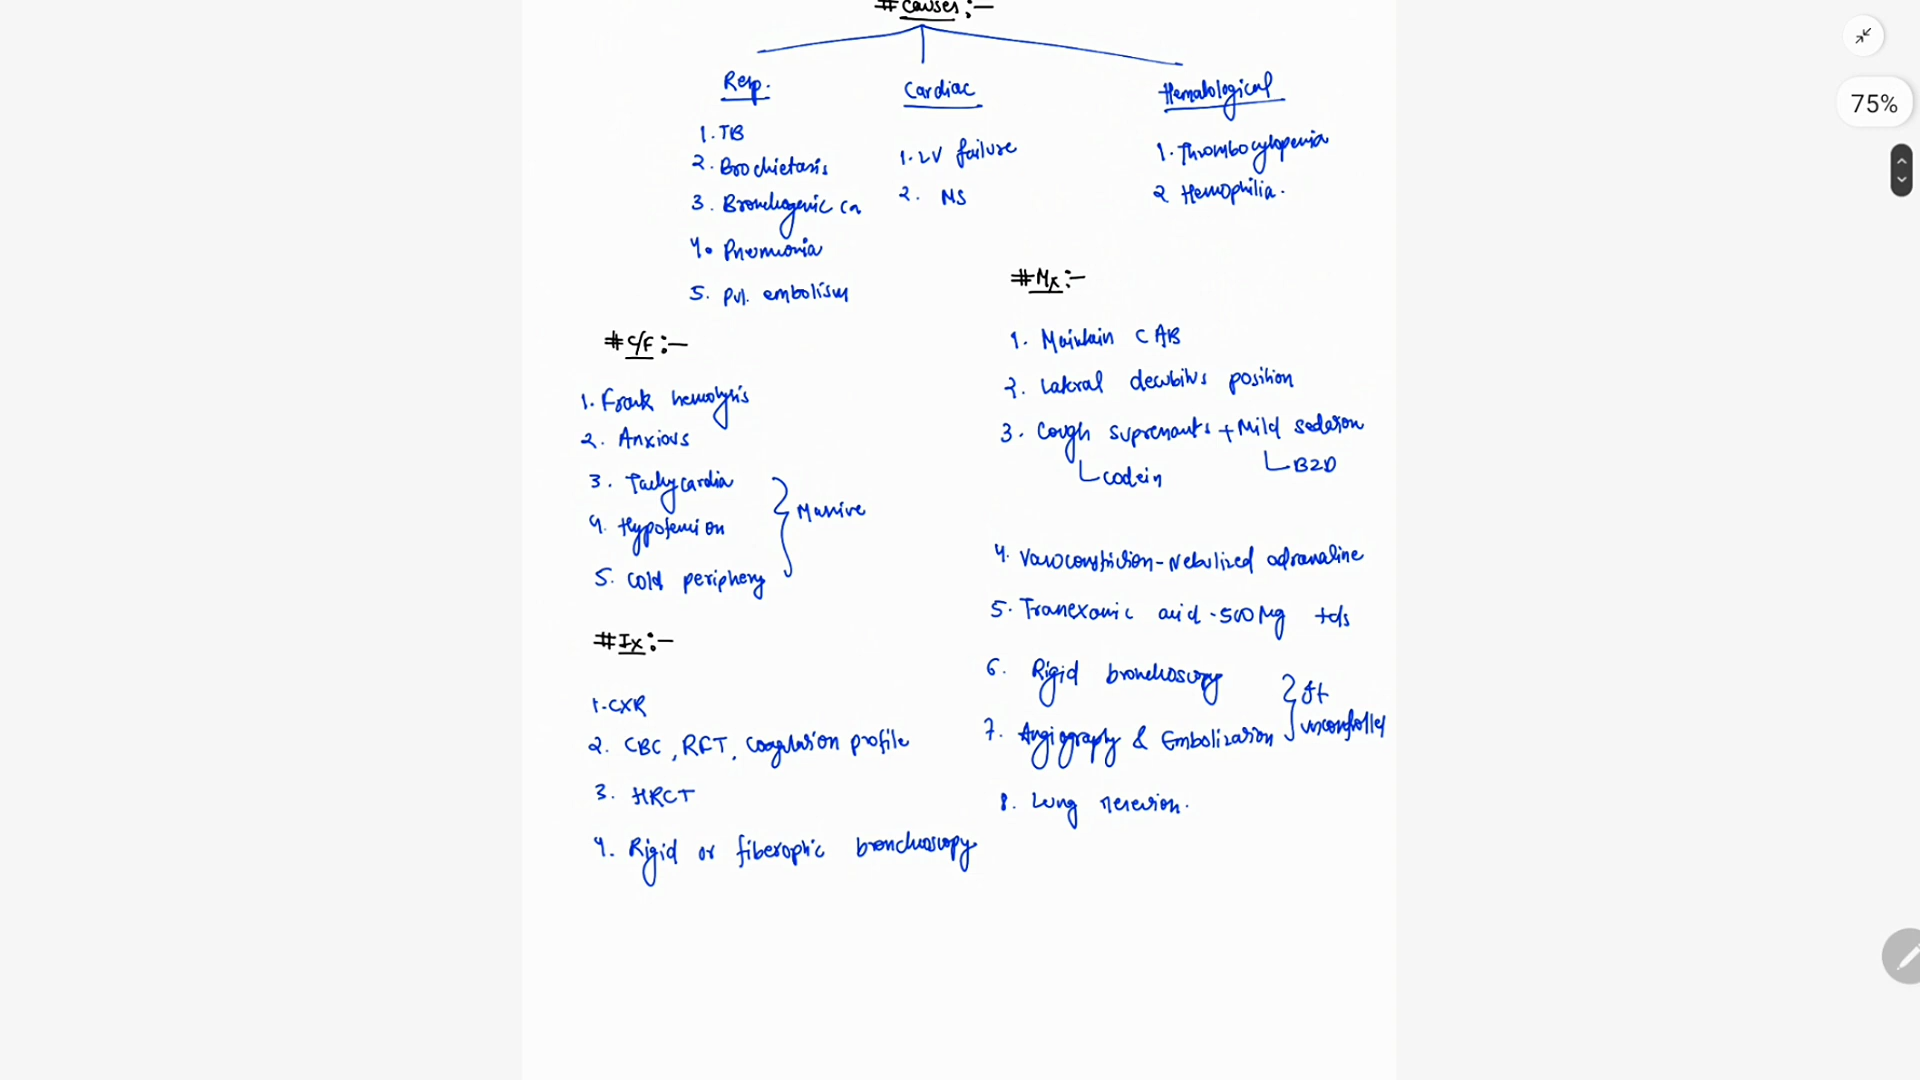 # Causes :-
Resp.
1. TB
2. Brochietasis
3. Bronchogenic ca
4. Pneumonia
5. pul. embolism
Cardiac
1. LV failure
2. MS
Hematological
1. Thrombocytopenia
2 Hemophilia.
# C/F :-
1. Frank hemolysis
2. Anxious
3. Tachycardia
4. Hypotension
5. Cold periphery
Massive
# Ix :-
1. CXR
2. CBC, RFT, Coagulation profile
3. HRCT
4. Rigid or fiberoptic bronchoscopy
# Mx :-
1. Maintain CAB
2. Lateral decubitus position
3. Cough supressants + Mild sedation
codein
BZD
4. Vasoconstriction - Nebulized adrenaline
5. Tranexamic acid - 500 Mg tds
6. Rigid bronchoscopy
7. Angiography & Embolization
If uncontrolled
8. Lung resection.
75%